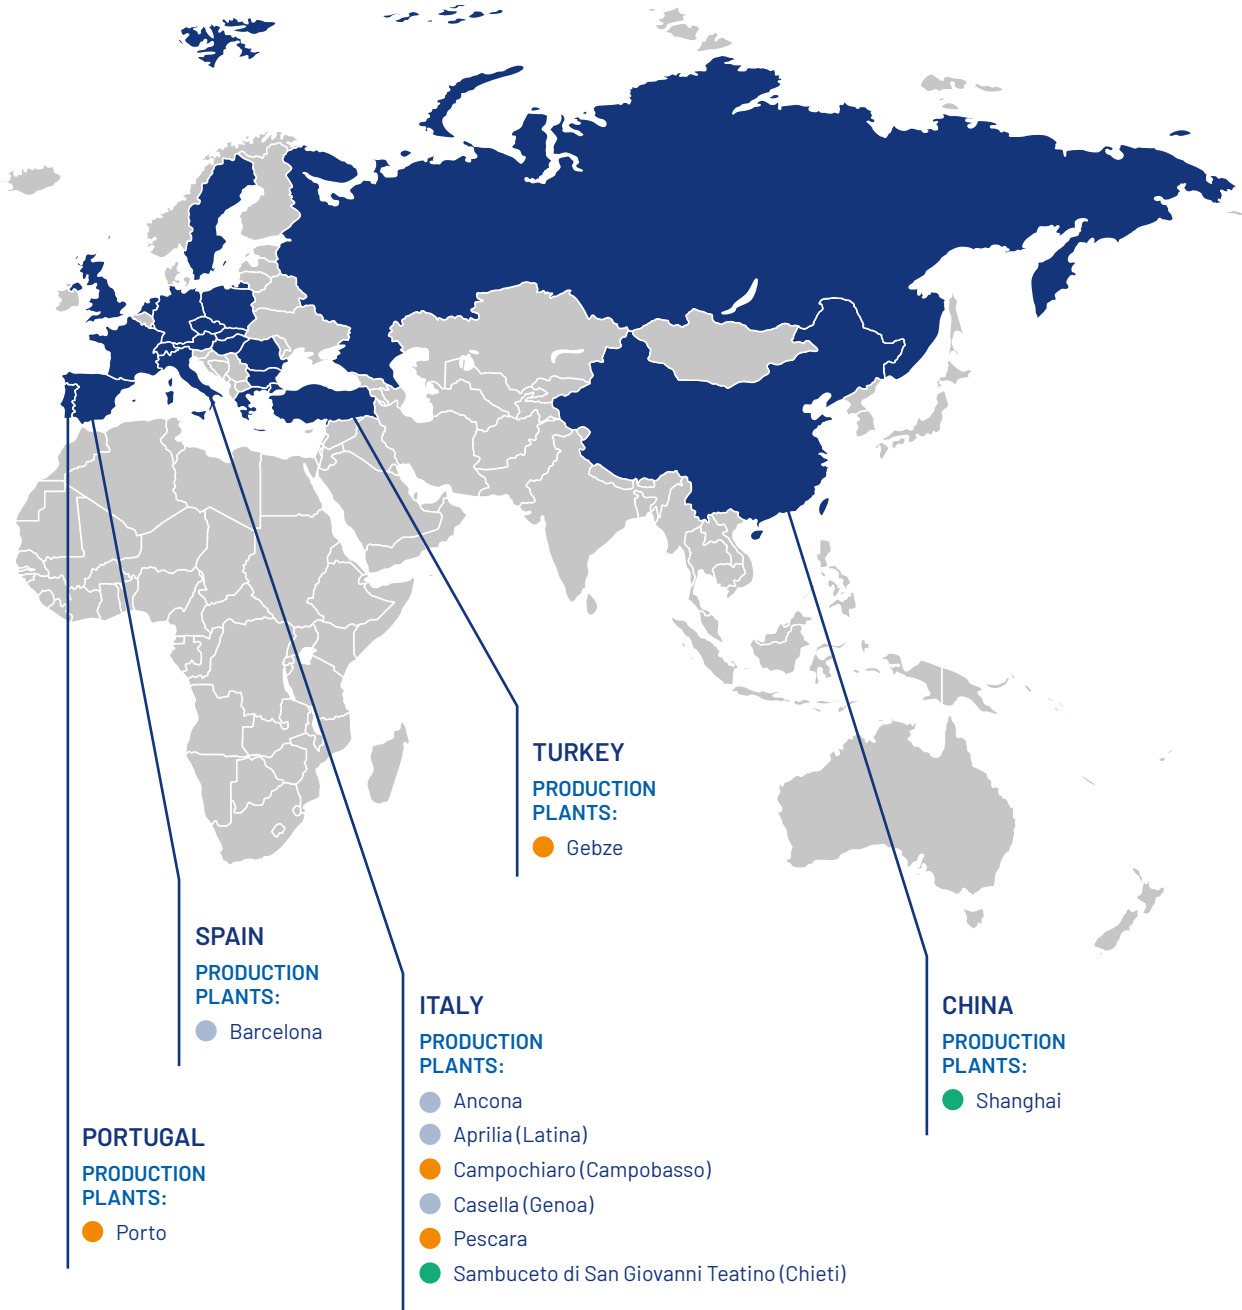 TURKEY
PRODUCTION
PLANTS:
Gebze
SPAIN
PRODUCTION
PLANTS:
Barcelona
ITALY
PRODUCTION
PLANTS:
Ancona
Aprilia (Latina)
Campochiaro (Campobasso)
Casella (Genoa)
Pescara
Sambuceto di San Giovanni Teatino (Chieti)
CHINA
PRODUCTION
PLANTS:
Shanghai
PORTUGAL
PRODUCTION
PLANTS:
Porto